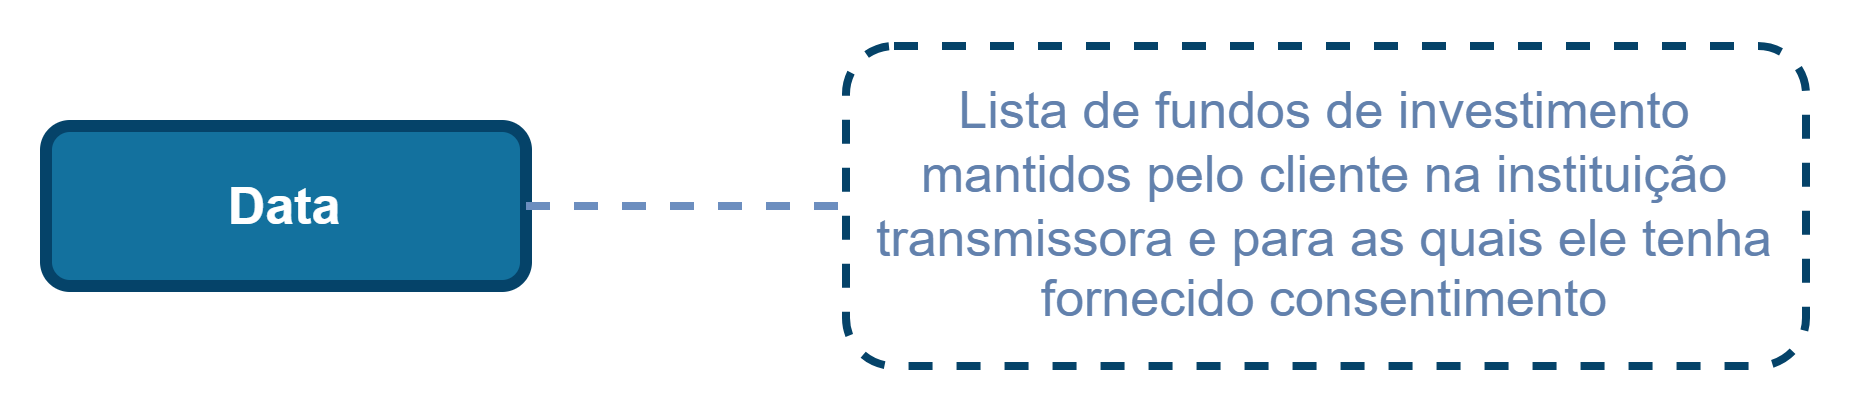 Data
Lista de fundos de investimento
mantidos pelo cliente na instituição
transmissora e para as quais ele tenha
fornecido consentimento